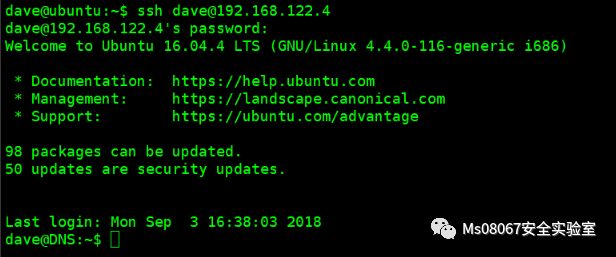 dave@ubuntu:~$ ssh dave@192.168.122.4
dave@192.168.122.4's password:
Welcome to Ubuntu 16.04.4 LTS (GNU/Linux 4.4.0-116-generic i686)
* Documentation:  https://help.ubuntu.com
* Management:     https://landscape.canonical.com
* Support:        https://ubuntu.com/advantage
98 packages can be updated.
50 updates are security updates.
Last login: Mon Sep  3 16:38:03 2018
dave@DNS:~$
Ms08067安全实验室